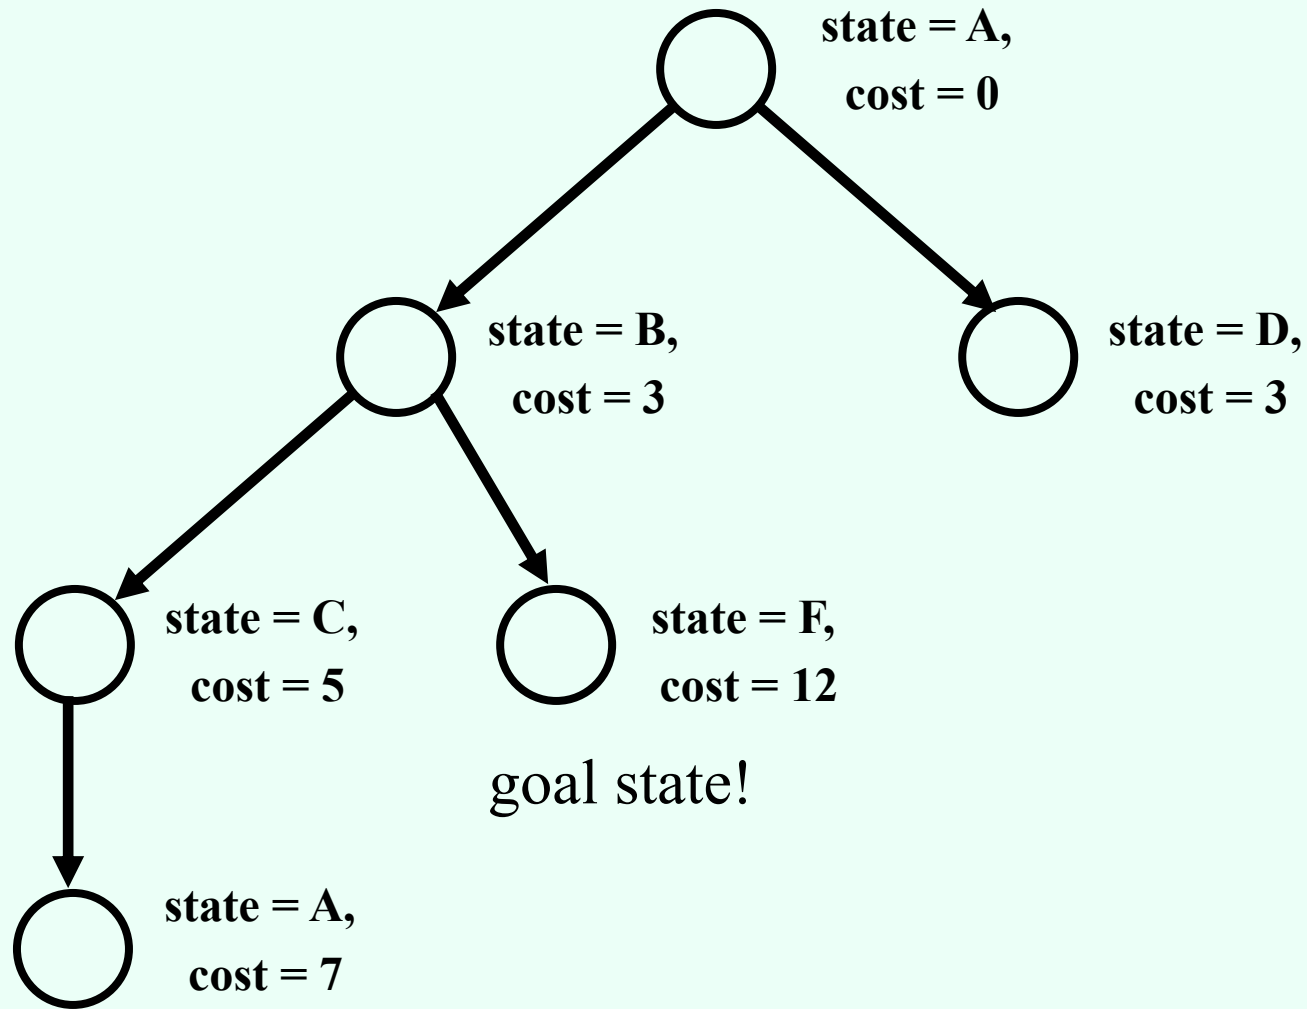 state = A,
cost = 0
state = B,
cost = 3
state = D,
cost = 3
state = C,
cost = 5
state = F,
cost = 12
goal state!
state = A,
cost = 7